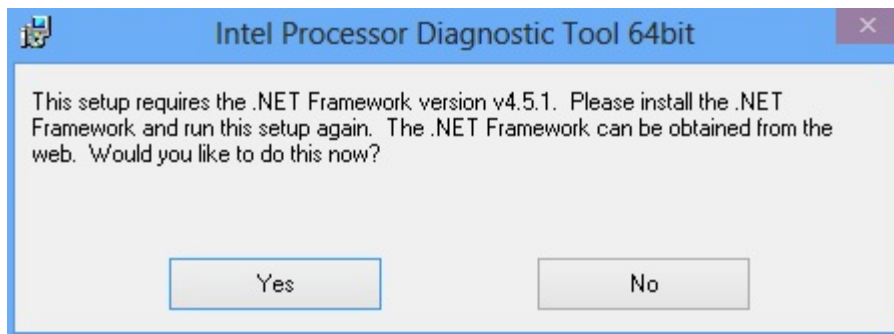 Intel Processor Diagnostic Tool 64bit
This setup requires the .NET Framework version v4.5.1.  Please install the .NET
Framework and run this setup again.  The .NET Framework can be obtained from the
web.  Would you like to do this now?
Yes
No